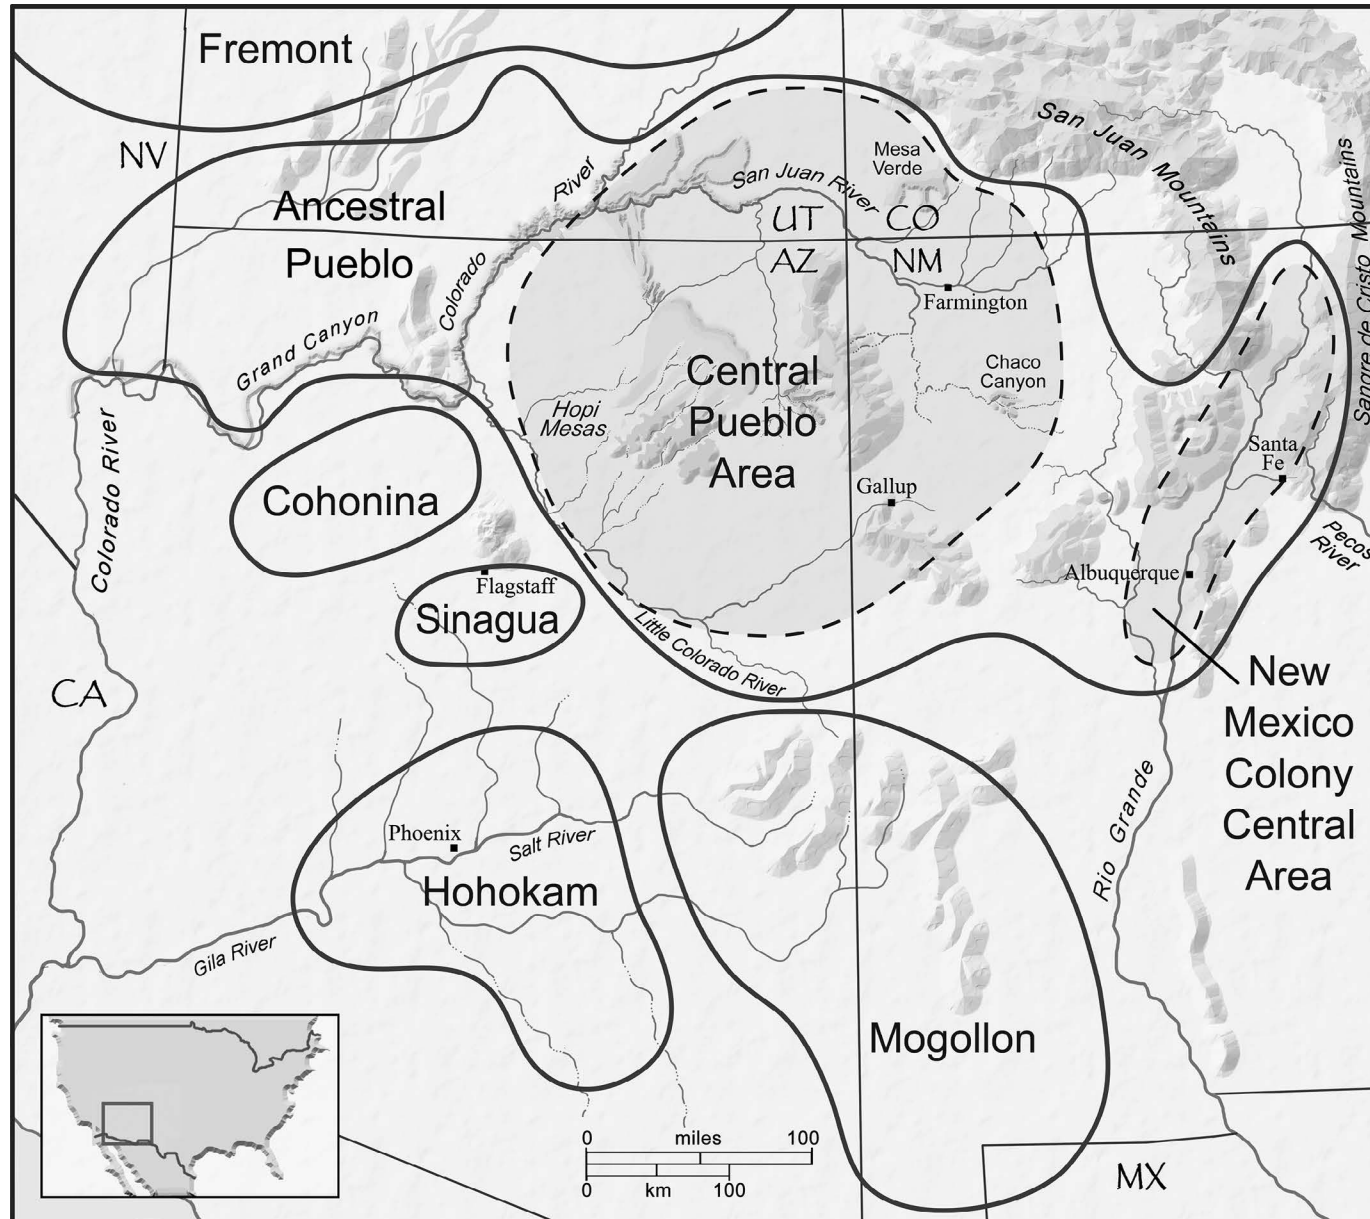 Fremont
NV
Ancestral
Pueblo
Colorado
River
San Juan River
Mesa
Verde
San Juan Mountains
Mountains
Sangre de Cristo Mountains
UT
CO
AZ
NM
Farmington
Grand Canyon
Chaco
Canyon
Central
Pueblo
Area
Hopi
Mesas
Colorado River
Cohonina
Gallup
Santa
Fe
Pecos
River
Flagstaff
Sinagua
Albuquerque
Little Colorado River
CA
New
Mexico
Colony
Central
Area
Rio Grande
Phoenix
Salt River
Hohokam
Gila River
Mogollon
0 miles 100
0 km 100
MX